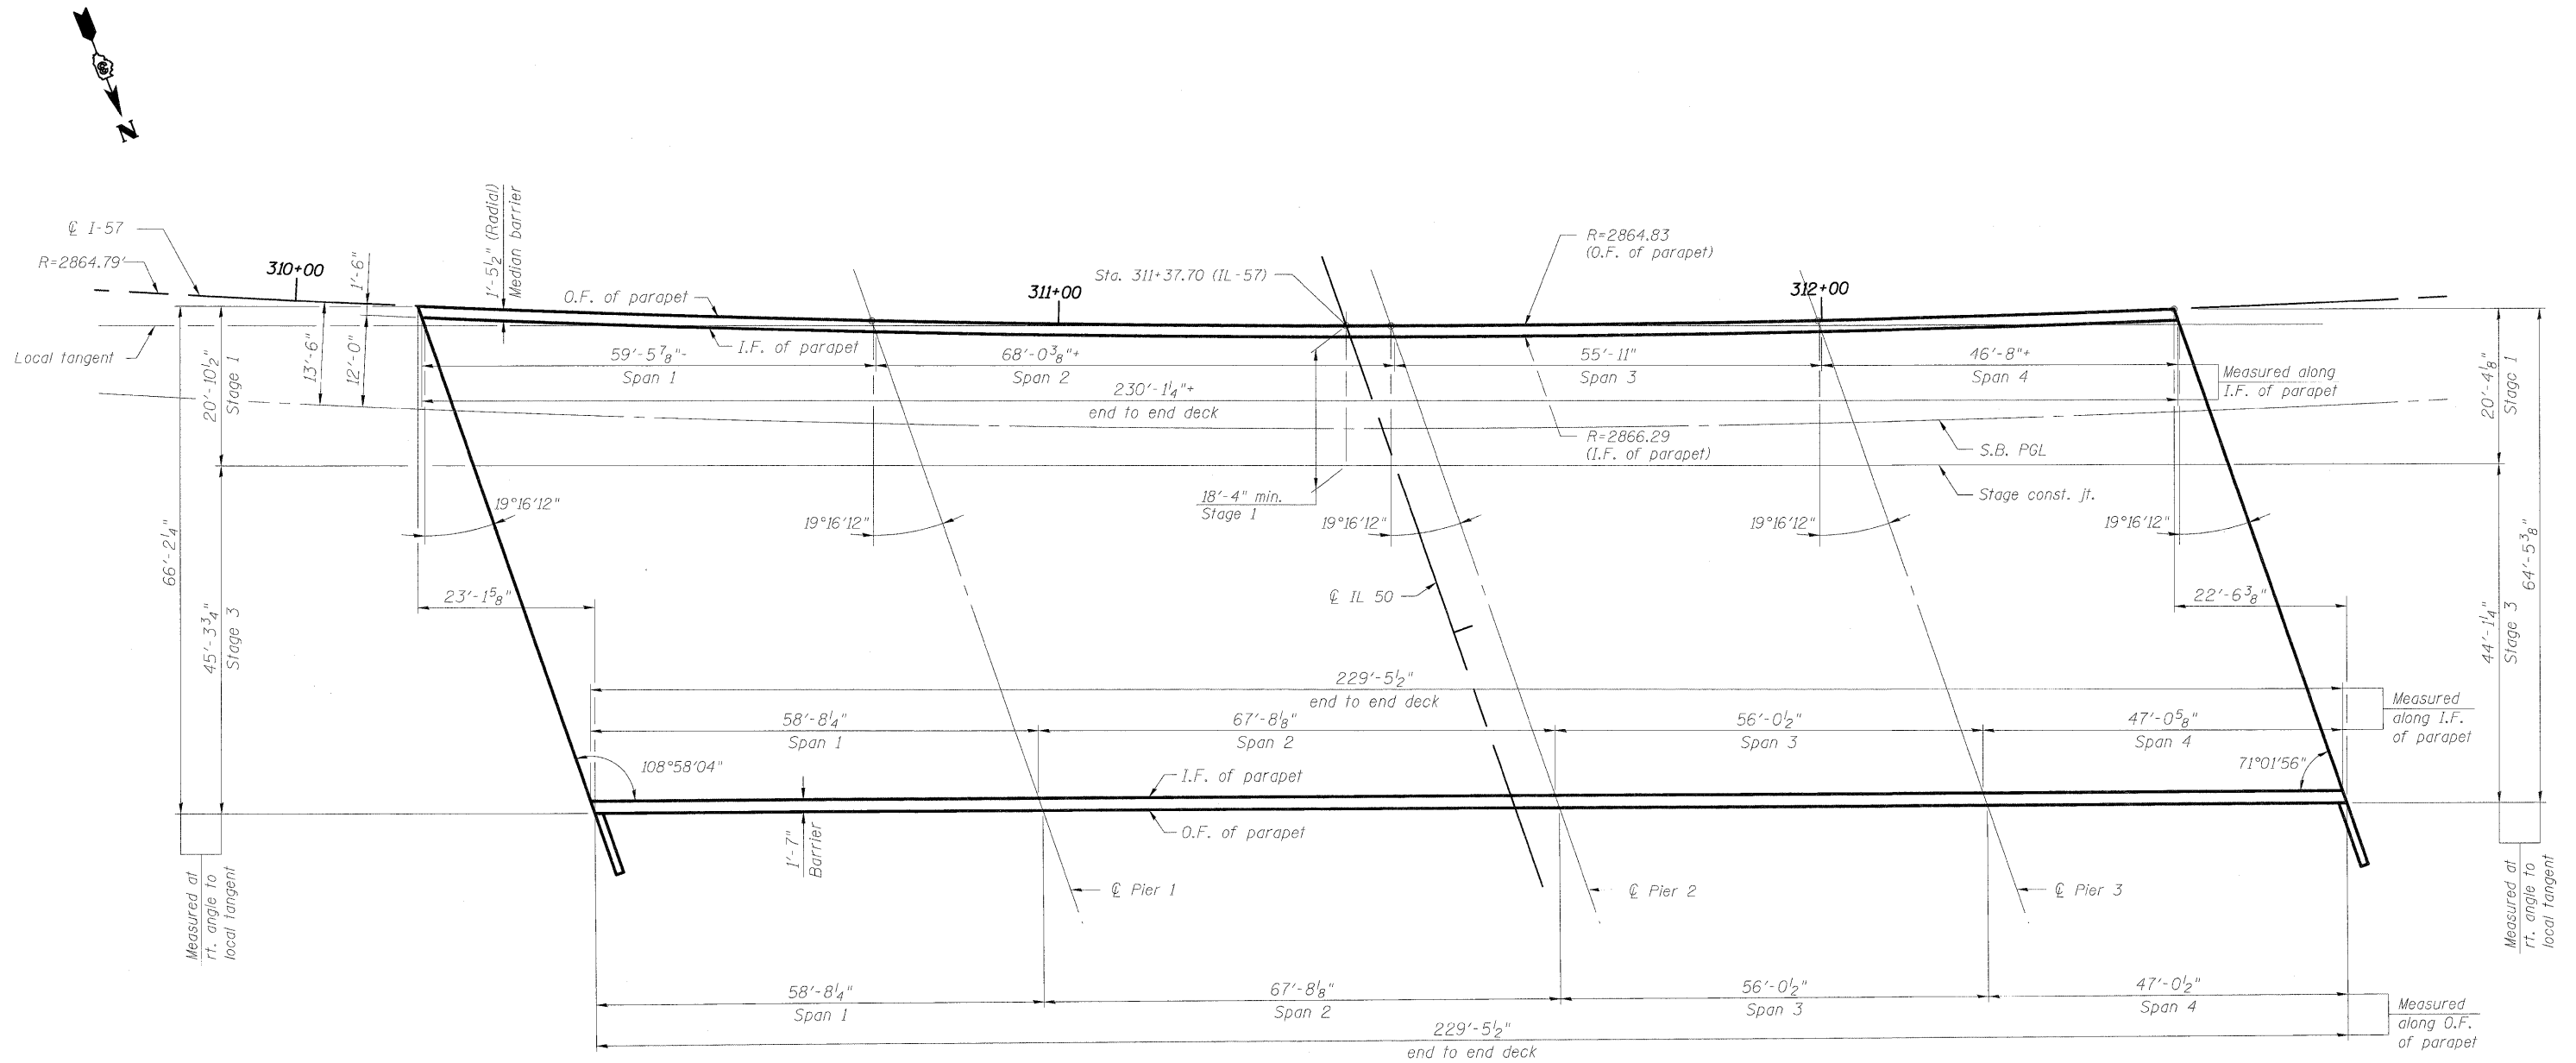 N
℄ I-57
R=2864.79'
310+00
1'-6"
1'-5½" (Radial)
Median barrier
O.F. of parapet
I.F. of parapet
311+00
Sta. 311+37.70 (IL-57)
R=2864.83
(O.F. of parapet)
312+00
Local tangent
13'-6"
12'-0"
20'-10½"
Stage 1
59'-5⅞"-
Span 1
68'-0⅜"+
Span 2
55'-11"
Span 3
46'-8"+
Span 4
Measured along
I.F. of parapet
230'-1¼"+
end to end deck
20'-4⅛"
Stage 1
R=2866.29
(I.F. of parapet)
S.B. PGL
Stage const. jt.
18'-4" min.
Stage 1
19°16'12"
19°16'12"
19°16'12"
19°16'12"
19°16'12"
66'-2¼"
45'-3¾"
Stage 3
23'-1⅝"
℄ IL 50
22'-6⅜"
44'-1¼"
Stage 3
64'-5⅜"
229'-5½"
end to end deck
58'-8¼"
Span 1
67'-8⅛"
Span 2
56'-0½"
Span 3
47'-0⅝"
Span 4
Measured
along I.F.
of parapet
108°58'04"
71°01'56"
I.F. of parapet
O.F. of parapet
1'-7"
Barrier
℄ Pier 1
℄ Pier 2
℄ Pier 3
Measured at
rt. angle to
local tangent
Measured at
rt. angle to
local tangent
58'-8¼"
Span 1
67'-8⅛"
Span 2
56'-0½"
Span 3
47'-0½"
Span 4
229'-5½"
end to end deck
Measured
along O.F.
of parapet